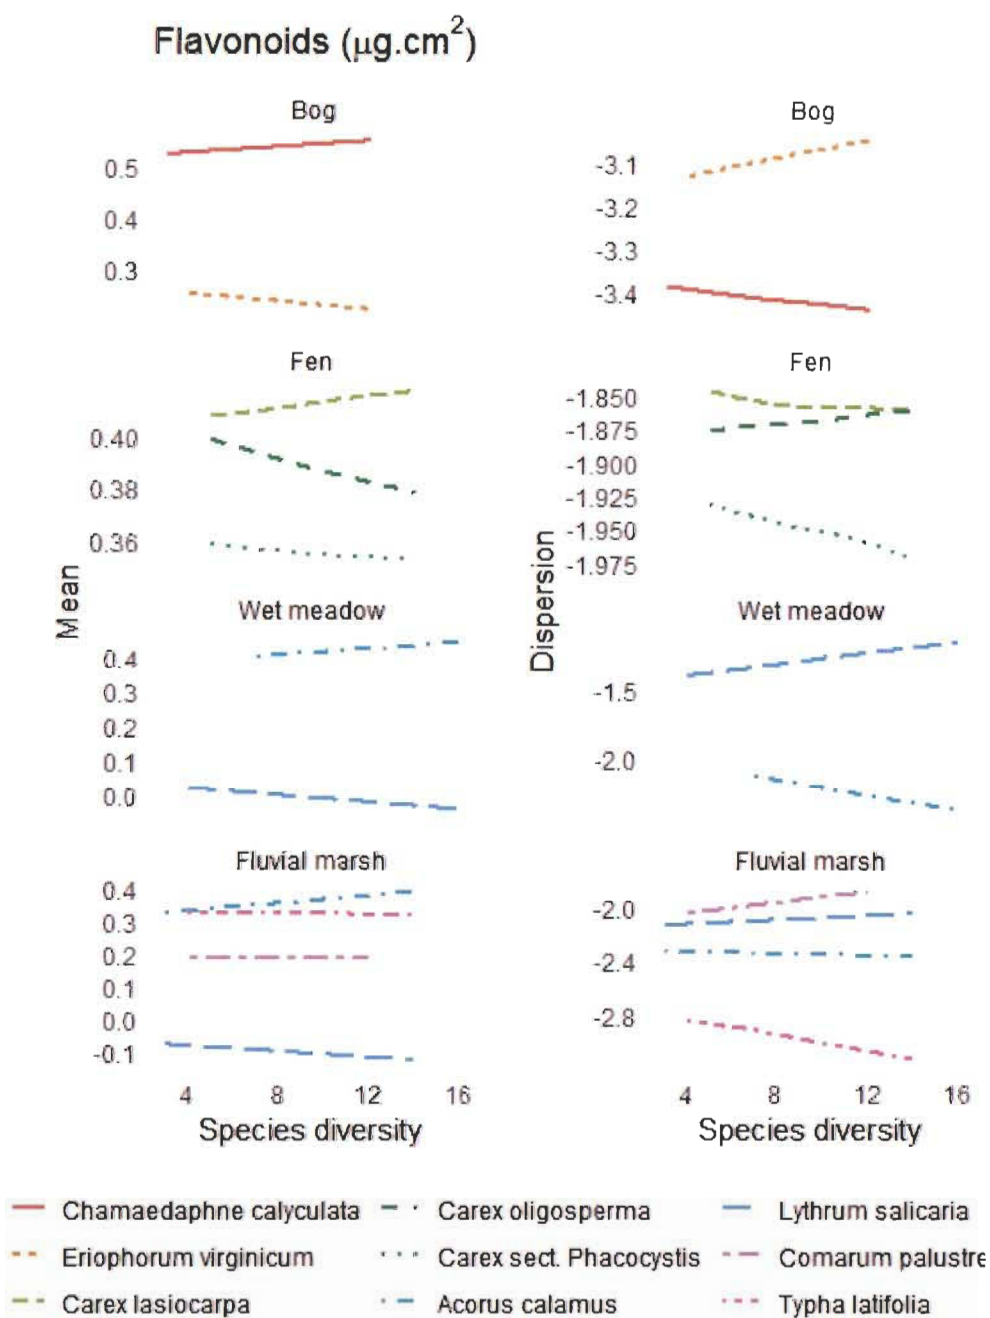 Flavonoids (μg.cm²)
Bog
0.5
0.4
0.3
Bog
-3.1
-3.2
-3.3
-3.4
Fen
0.40
0.38
0.36
Fen
-1.850
-1.875
-1.900
-1.925
-1.950
-1.975
Mean
Dispersion
Wet meadow
0.4
0.3
0.2
0.1
0.0
Wet meadow
-1.5
-2.0
Fluvial marsh
0.4
0.3
0.2
0.1
0.0
-0.1
Fluvial marsh
-2.0
-2.4
-2.8
4 8 12 16
4 8 12 16
Species diversity
Species diversity
Chamaedaphne calyculata Carex oligosperma Lythrum salicaria
Eriophorum virginicum Carex sect. Phacocystis Comarum palustre
Carex lasiocarpa Acorus calamus Typha latifolia